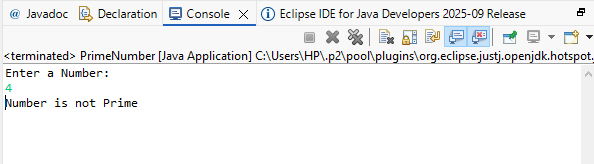 @ Javadoc Declaration Console Eclipse IDE for Java Developers 2025-09 Release
<terminated> PrimeNumber [Java Application] C:\Users\HP\.p2\pool\plugins\org.eclipse.justj.openjdk.hotspot.
Enter a Number:
4
Number is not Prime